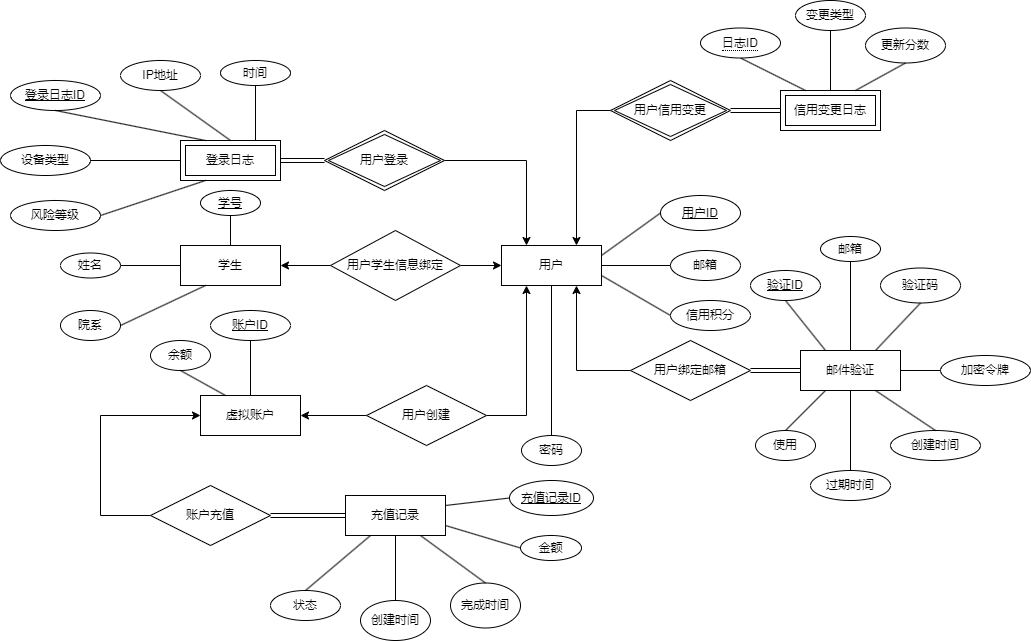 变更类型
日志ID
更新分数
IP地址
时间
登录日志ID
用户信用变更
信用变更日志
设备类型
登录日志
用户登录
风险等级
学号
用户ID
姓名
学生
用户学生信息绑定
用户
邮箱
邮箱
验证ID
验证码
院系
账户ID
信用积分
余额
用户绑定邮箱
邮件验证
加密令牌
虚拟账户
用户创建
密码
使用
创建时间
过期时间
充值记录ID
账户充值
充值记录
金额
状态
创建时间
完成时间